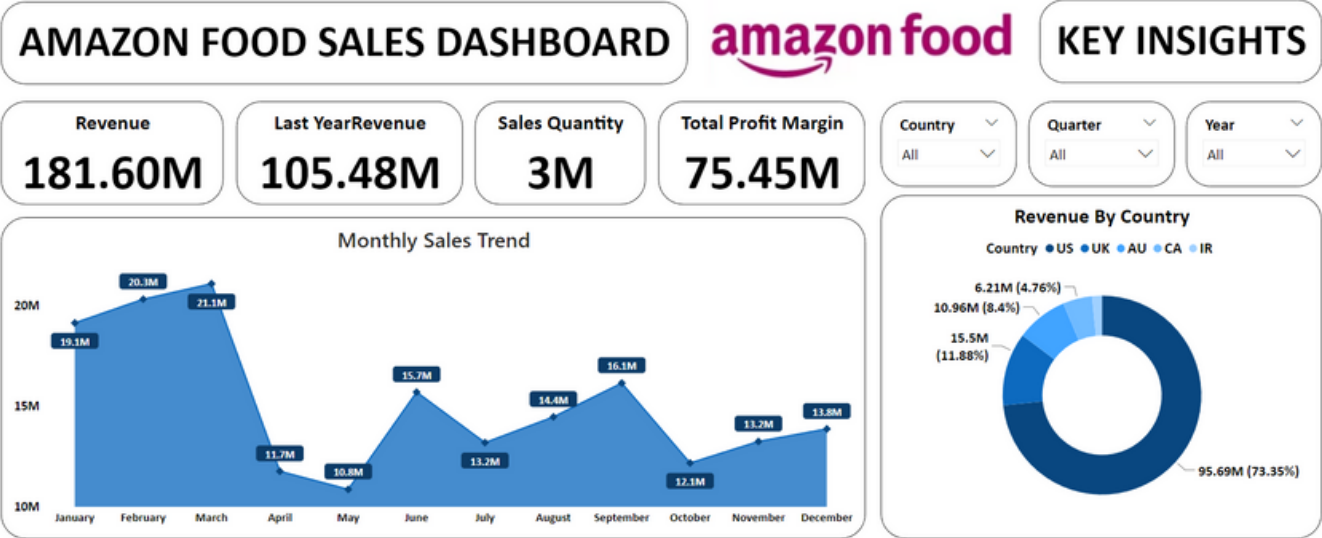 AMAZON FOOD SALES DASHBOARD
amazon food
KEY INSIGHTS
Revenue
181.60M
Last YearRevenue
105.48M
Sales Quantity
3M
Total Profit Margin
75.45M
Country
All
Quarter
All
Year
All
Monthly Sales Trend
20M
15M
10M
19.1M
20.3M
21.1M
11.7M
10.8M
15.7M
13.2M
14.4M
16.1M
12.1M
13.2M
13.8M
January February March April May June July August September October November December
Revenue By Country
Country US UK AU CA IR
6.21M (4.76%)
10.96M (8.4%)
15.5M
(11.88%)
95.69M (73.35%)